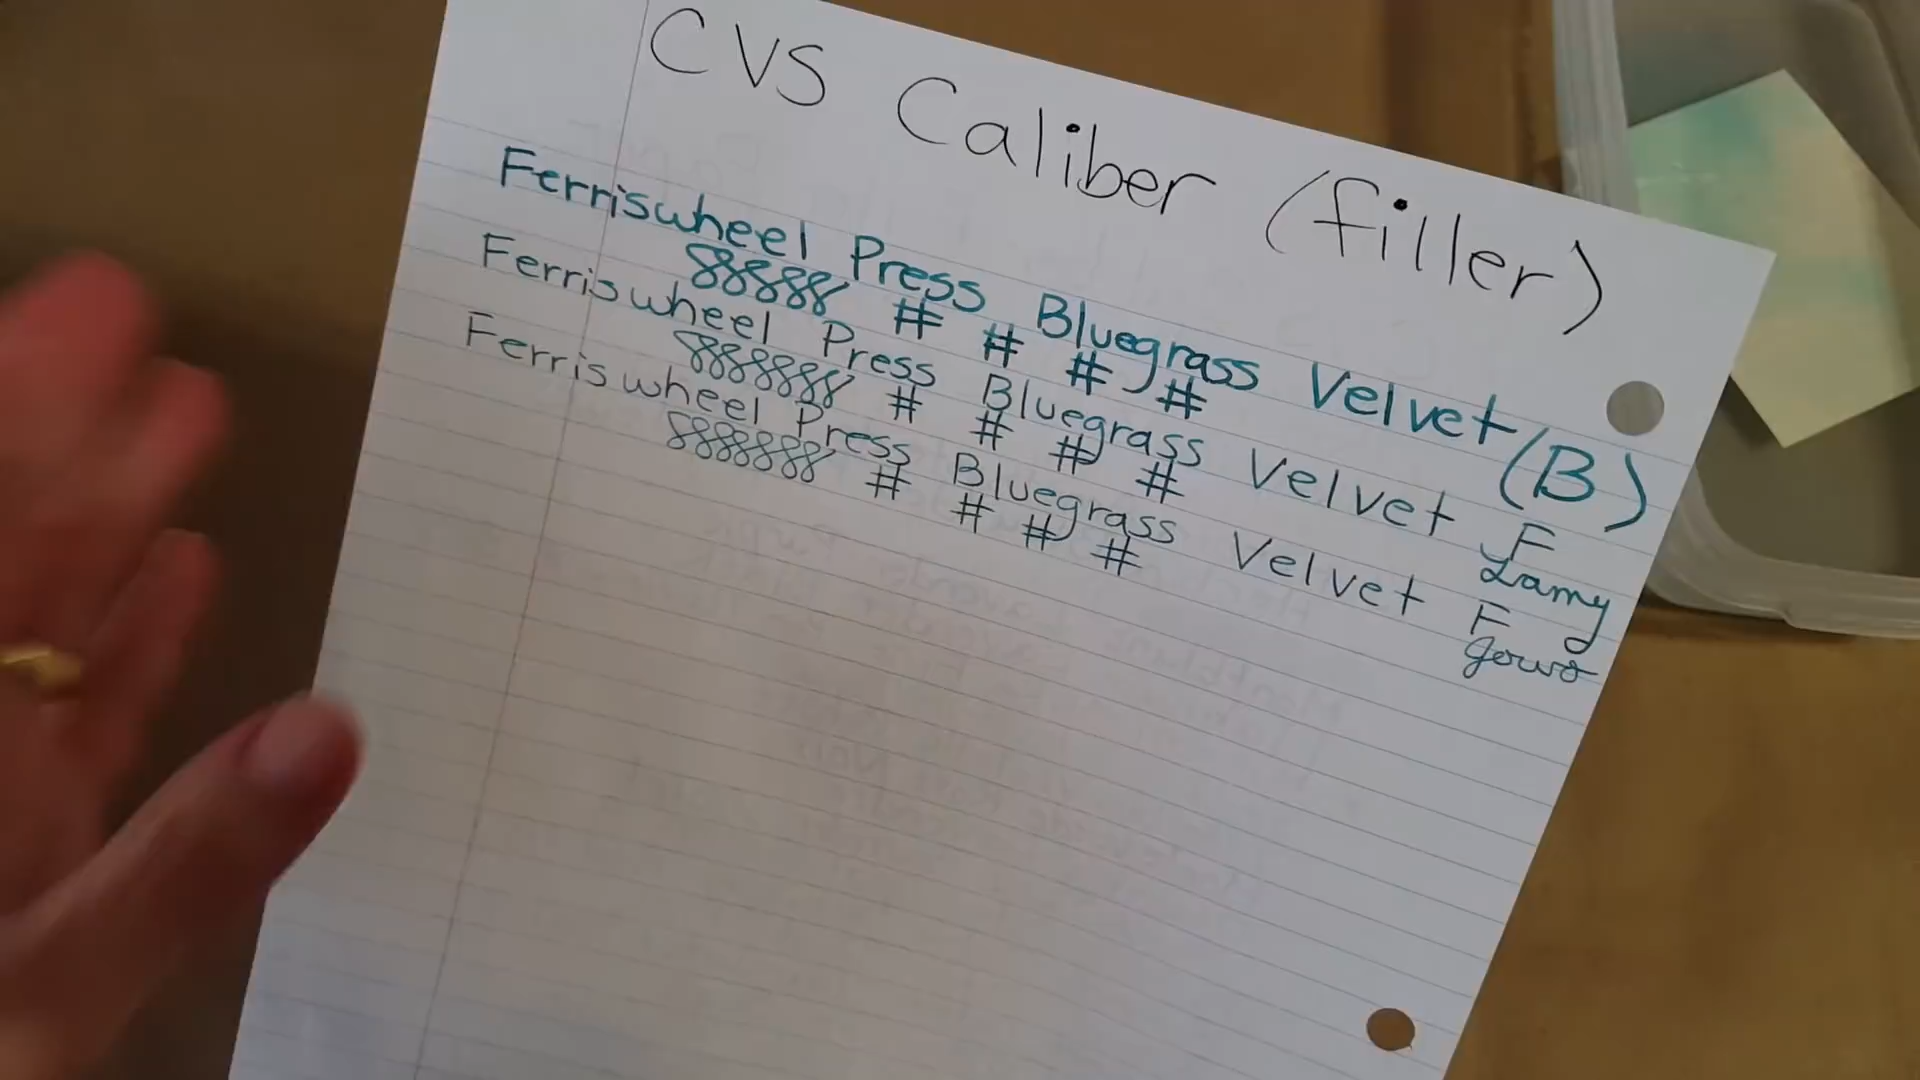 CVS Caliber (filler)
Ferriswheel Press Bluegrass Velvet (B)
88888 # # # #
Ferriswheel Press Bluegrass Velvet F
Lamy
8888888 # # # #
Ferriswheel Press Bluegrass Velvet F
Jowo
8888888 # # # #